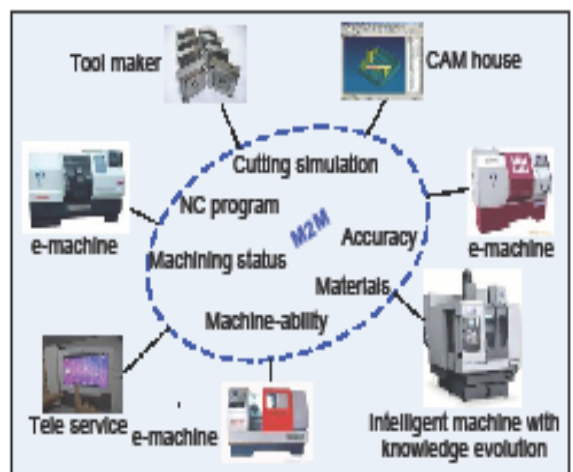 Tool maker
CAM house
Cutting simulation
NC program
M2M
e-machine
Accuracy
e-machine
Machining status
Materials
Machine-ability
Tele service
e-machine
Intelligent machine with
knowledge evolution